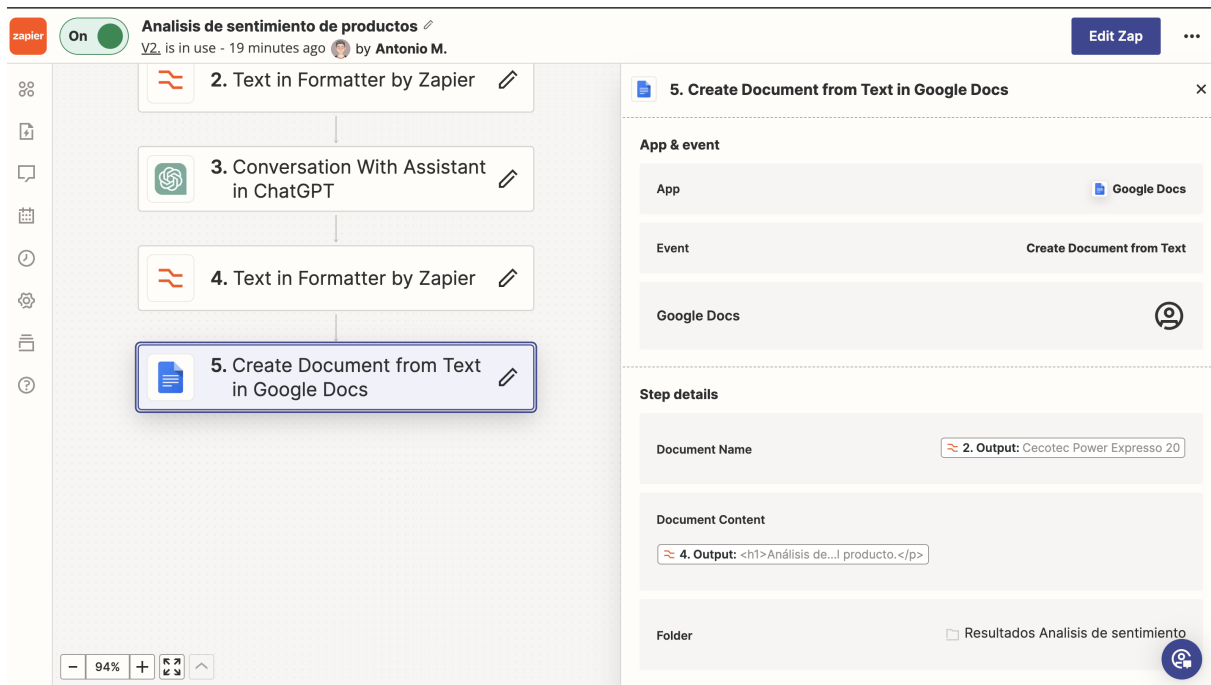 zapier
On
Analisis de sentimiento de productos
V2. is in use - 19 minutes ago by Antonio M.
Edit Zap
2. Text in Formatter by Zapier
3. Conversation With Assistant
in ChatGPT
4. Text in Formatter by Zapier
5. Create Document from Text
in Google Docs
94%
5. Create Document from Text in Google Docs
App & event
App
Google Docs
Event
Create Document from Text
Google Docs
Step details
Document Name
2. Output: Cecotec Power Expresso 20
Document Content
4. Output: <h1>Análisis de...l producto.</p>
Folder
Resultados Analisis de sentimiento